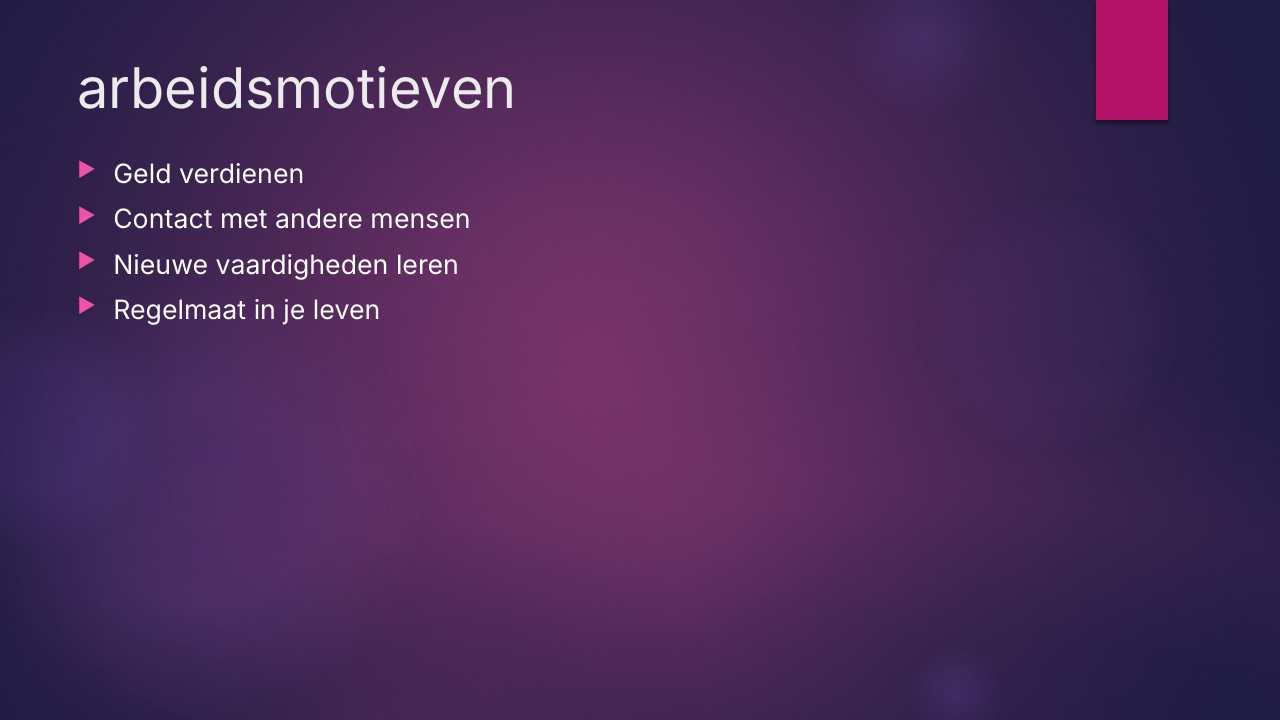 arbeidsmotieven
Geld verdienen
Contact met andere mensen
Nieuwe vaardigheden leren
Regelmaat in je leven